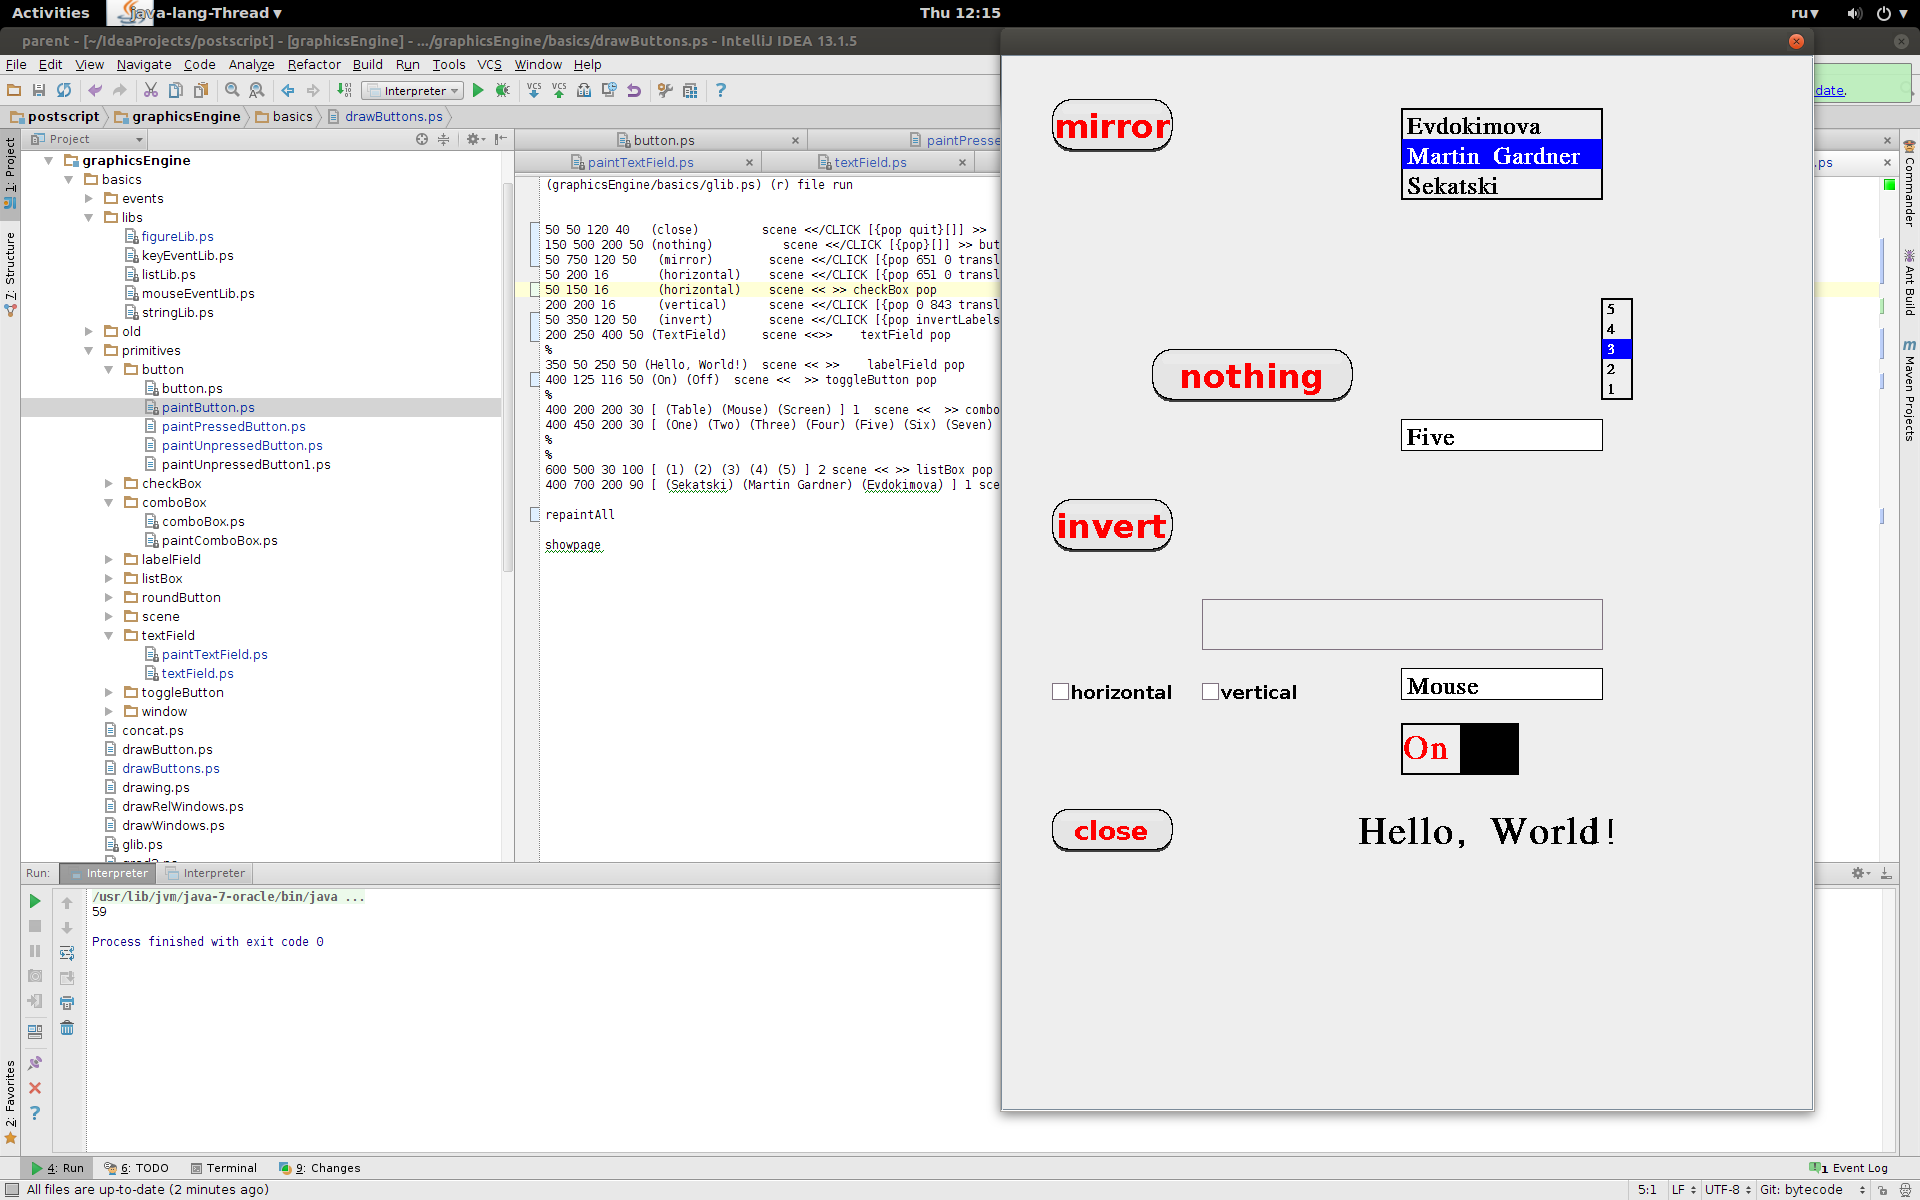 Activities
java-lang-Thread ▾
Thu 12:15
ru▾
parent - [~/IdeaProjects/postscript] - [graphicsEngine] - .../graphicsEngine/basics/drawButtons.ps - IntelliJ IDEA 13.1.5
File Edit View Navigate Code Analyze Refactor Build Run Tools VCS Window Help
Interpreter
date.
postscript graphicsEngine basics drawButtons.ps
Project
button.ps
paintPresse
paintTextField.ps
textField.ps
.ps
1: Project
7: Structure
2: Favorites
graphicsEngine
basics
events
libs
figureLib.ps
keyEventLib.ps
listLib.ps
mouseEventLib.ps
stringLib.ps
old
primitives
button
button.ps
paintButton.ps
paintPressedButton.ps
paintUnpressedButton.ps
paintUnpressedButton1.ps
checkBox
comboBox
comboBox.ps
paintComboBox.ps
labelField
listBox
roundButton
scene
textField
paintTextField.ps
textField.ps
toggleButton
window
concat.ps
drawButton.ps
drawButtons.ps
drawing.ps
drawRelWindows.ps
drawWindows.ps
glib.ps
(graphicsEngine/basics/glib.ps) (r) file run
50 50 120 40 (close) scene <</CLICK [{pop quit}[]] >>
150 500 200 50 (nothing) scene <</CLICK [{pop}[]] >> but
50 750 120 50 (mirror) scene <</CLICK [{pop 651 0 transl
50 200 16 (horizontal) scene <</CLICK [{pop 651 0 transl
50 150 16 (horizontal) scene << >> checkBox pop
200 200 16 (vertical) scene <</CLICK [{pop 0 843 transl
50 350 120 50 (invert) scene <</CLICK [{pop invertLabels
200 250 400 50 (TextField) scene <<>> textField pop
%
350 50 250 50 (Hello, World!) scene << >> labelField pop
400 125 116 50 (On) (Off) scene << >> toggleButton pop
%
400 200 200 30 [ (Table) (Mouse) (Screen) ] 1 scene << >> combo
400 450 200 30 [ (One) (Two) (Three) (Four) (Five) (Six) (Seven)
%
%
600 500 30 100 [ (1) (2) (3) (4) (5) ] 2 scene << >> listBox pop
400 700 200 90 [ (Sekatski) (Martin Gardner) (Evdokimova) ] 1 sce
repaintAll
showpage
mirror
Evdokimova
Martin Gardner
Sekatski
5
4
3
2
1
nothing
Five
invert
horizontal
vertical
Mouse
On
close
Hello, World!
Commander
Ant Build
Maven Projects
Run: Interpreter Interpreter
/usr/lib/jvm/java-7-oracle/bin/java ...
59
Process finished with exit code 0
4: Run 6: TODO Terminal 9: Changes
1 Event Log
All files are up-to-date (2 minutes ago)
5:1 LF UTF-8 Git: bytecode